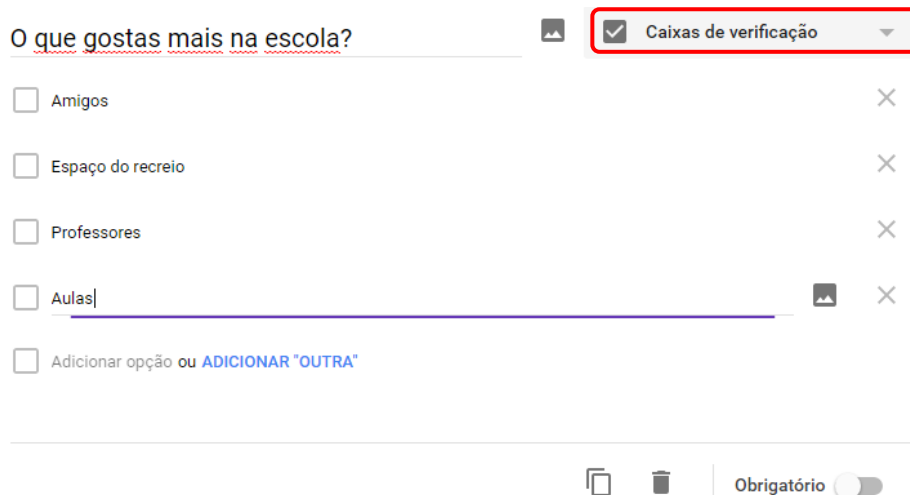 O que gostas mais na escola?
Caixas de verificação
Amigos
Espaço do recreio
Professores
Aulas
Adicionar opção ou ADICIONAR "OUTRA"
Obrigatório